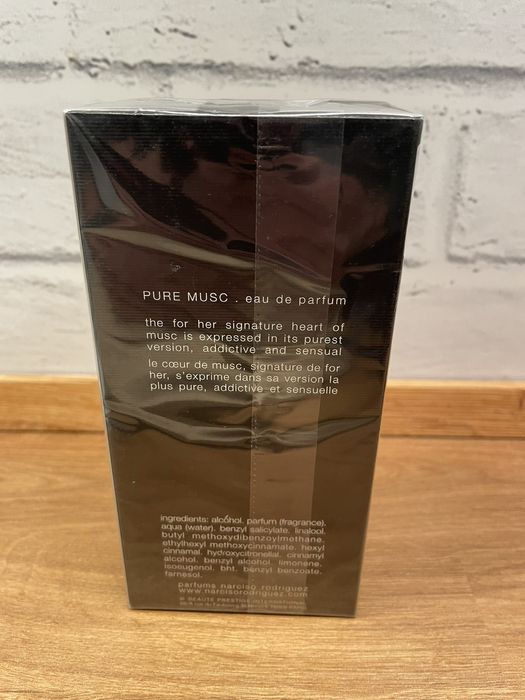 PURE MUSC . eau de parfum
the for her signature heart of
musc is expressed in its purest
version, addictive and sensual
le cœur de musc, signature de for
her, s'exprime dans sa version la
plus pure, addictive et sensuelle
ingredients: alcohol. parfum (fragrance).
aqua (water). benzyl salicylate. linalool.
butyl methoxydibenzoylmethane.
ethylhexyl methoxycinnamate. hexyl
cinnamal. hydroxycitronellal. cinnamyl
alcohol. benzyl alcohol. limonene.
isoeugenol. bht. benzyl benzoate.
farnesol.
parfums narciso rodriguez
www.narcisorodriguez.com
© BEAUTE PRESTIGE INTERNATIONAL